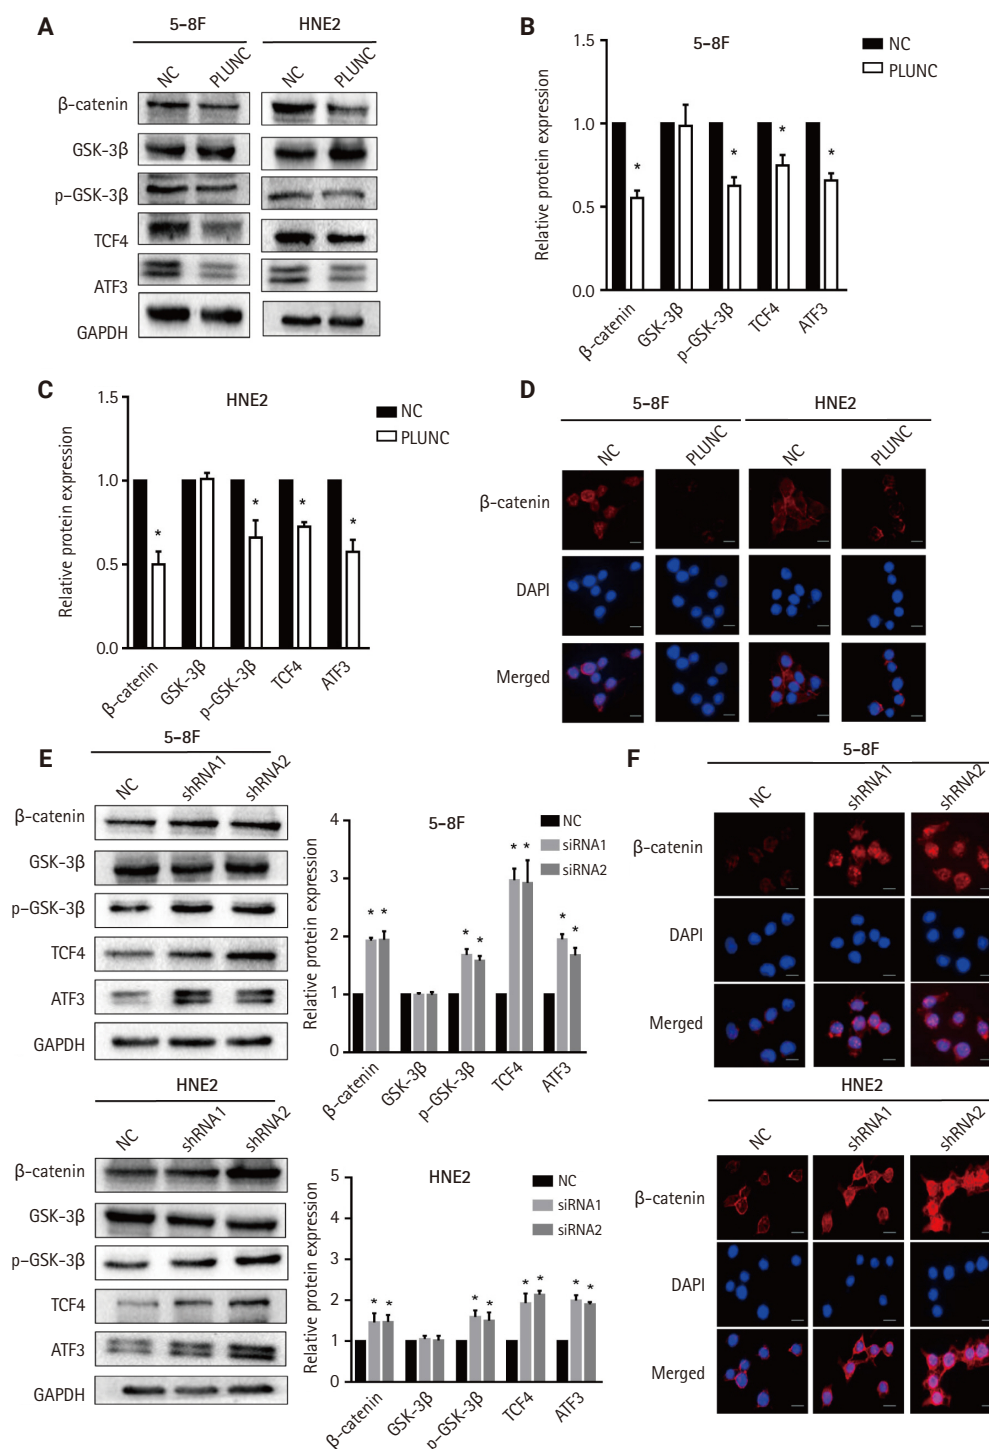 A
5-8F
HNE2
NC
PLUNC
NC
PLUNC
β-catenin
GSK-3β
p-GSK-3β
TCF4
ATF3
GAPDH
B
5-8F
NC
PLUNC
Relative protein expression
1.5
1.0
0.5
0.0
β-catenin
GSK-3β
p-GSK-3β
TCF4
ATF3
* * * *
C
HNE2
NC
PLUNC
Relative protein expression
1.5
1.0
0.5
0.0
β-catenin
GSK-3β
p-GSK-3β
TCF4
ATF3
* * * *
D
5-8F
HNE2
NC
PLUNC
NC
PLUNC
β-catenin
DAPI
Merged
E
5-8F
NC
shRNA1
shRNA2
β-catenin
GSK-3β
p-GSK-3β
TCF4
ATF3
GAPDH
5-8F
NC
siRNA1
siRNA2
Relative protein expression
4
3
2
1
0
β-catenin
GSK-3β
p-GSK-3β
TCF4
ATF3
* * * * * * * *
HNE2
NC
shRNA1
shRNA2
β-catenin
GSK-3β
p-GSK-3β
TCF4
ATF3
GAPDH
HNE2
NC
siRNA1
siRNA2
Relative protein expression
5
4
3
2
1
0
β-catenin
GSK-3β
p-GSK-3β
TCF4
ATF3
* * * * * * * *
F
5-8F
NC
shRNA1
shRNA2
β-catenin
DAPI
Merged
HNE2
NC
shRNA1
shRNA2
β-catenin
DAPI
Merged